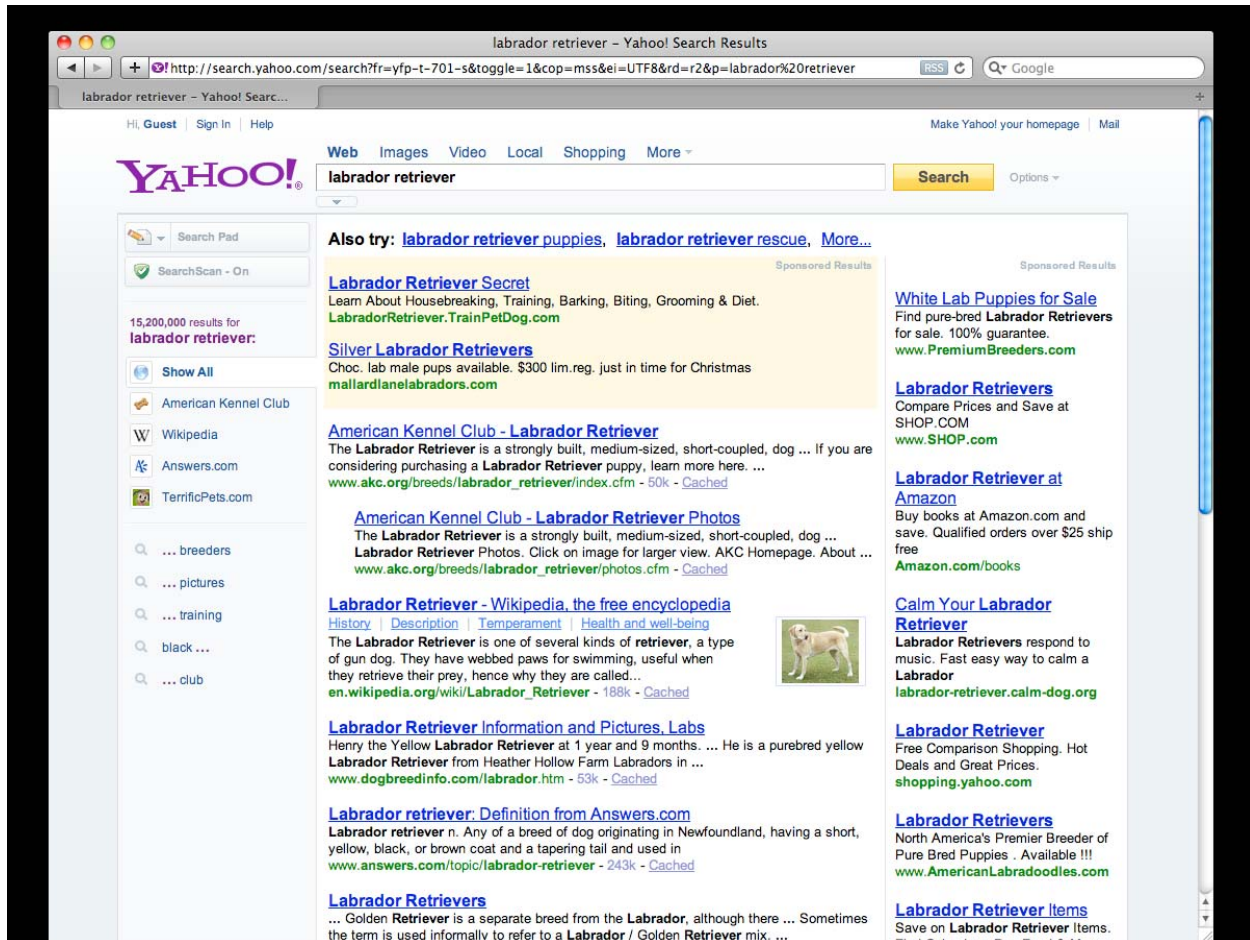 labrador retriever – Yahoo! Search Results
http://search.yahoo.com/search?fr=yfp-t-701-s&toggle=1&cop=mss&ei=UTF8&rd=r2&p=labrador%20retriever
RSS
Google
labrador retriever – Yahoo! Searc...
Hi, Guest | Sign In | Help
Make Yahoo! your homepage | Mail
Web Images Video Local Shopping More
YAHOO!®
labrador retriever
Search
Options
Search Pad
SearchScan - On
15,200,000 results for
labrador retriever:
Show All
American Kennel Club
W Wikipedia
Answers.com
TerrificPets.com
... breeders
... pictures
... training
black ...
... club
Also try: labrador retriever puppies, labrador retriever rescue, More...
Sponsored Results
Labrador Retriever Secret
Learn About Housebreaking, Training, Barking, Biting, Grooming & Diet.
LabradorRetriever.TrainPetDog.com
Silver Labrador Retrievers
Choc. lab male pups available. $300 lim.reg. just in time for Christmas
mallardlanelabradors.com
American Kennel Club - Labrador Retriever
The Labrador Retriever is a strongly built, medium-sized, short-coupled, dog ... If you are
considering purchasing a Labrador Retriever puppy, learn more here. ...
www.akc.org/breeds/labrador_retriever/index.cfm - 50k - Cached
American Kennel Club - Labrador Retriever Photos
The Labrador Retriever is a strongly built, medium-sized, short-coupled, dog ...
Labrador Retriever Photos. Click on image for larger view. AKC Homepage. About ...
www.akc.org/breeds/labrador_retriever/photos.cfm - Cached
Labrador Retriever - Wikipedia, the free encyclopedia
History | Description | Temperament | Health and well-being
The Labrador Retriever is one of several kinds of retriever, a type
of gun dog. They have webbed paws for swimming, useful when
they retrieve their prey, hence why they are called...
en.wikipedia.org/wiki/Labrador_Retriever - 188k - Cached
Labrador Retriever Information and Pictures, Labs
Henry the Yellow Labrador Retriever at 1 year and 9 months. ... He is a purebred yellow
Labrador Retriever from Heather Hollow Farm Labradors in ...
www.dogbreedinfo.com/labrador.htm - 53k - Cached
Labrador retriever: Definition from Answers.com
Labrador retriever n. Any of a breed of dog originating in Newfoundland, having a short,
yellow, black, or brown coat and a tapering tail and used in
www.answers.com/topic/labrador-retriever - 243k - Cached
Labrador Retrievers
... Golden Retriever is a separate breed from the Labrador, although there ... Sometimes
the term is used informally to refer to a Labrador / Golden Retriever mix. ...
Sponsored Results
White Lab Puppies for Sale
Find pure-bred Labrador Retrievers
for sale. 100% guarantee.
www.PremiumBreeders.com
Labrador Retrievers
Compare Prices and Save at
SHOP.COM
www.SHOP.com
Labrador Retriever at
Amazon
Buy books at Amazon.com and
save. Qualified orders over $25 ship
free
Amazon.com/books
Calm Your Labrador
Retriever
Labrador Retrievers respond to
music. Fast easy way to calm a
Labrador
labrador-retriever.calm-dog.org
Labrador Retriever
Free Comparison Shopping. Hot
Deals and Great Prices.
shopping.yahoo.com
Labrador Retrievers
North America's Premier Breeder of
Pure Bred Puppies . Available !!!
www.AmericanLabradoodles.com
Labrador Retriever Items
Save on Labrador Retriever Items.